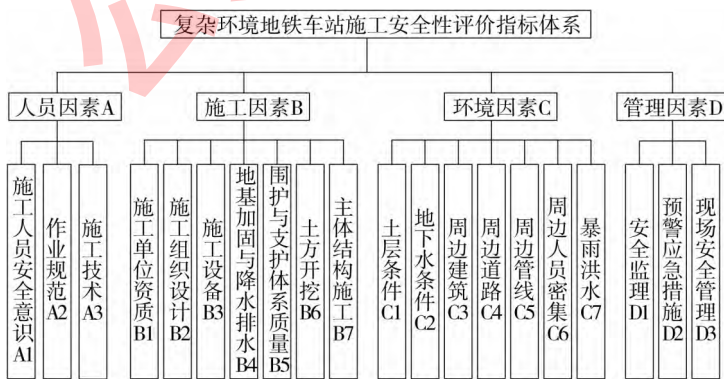 复杂环境地铁车站施工安全性评价指标体系
人员因素A
施工因素B
环境因素C
管理因素D
施工人员安全意识A1
作业规范A2
施工技术A3
施工单位资质B1
施工组织设计B2
施工设备B3
地基加固与降水排水B4
围护与支护体系质量B5
土方开挖B6
主体结构施工B7
土层条件C1
地下水条件C2
周边建筑C3
周边道路C4
周边管线C5
周边人员密集C6
暴雨洪水C7
安全监理D1
预警应急措施D2
现场安全管理D3